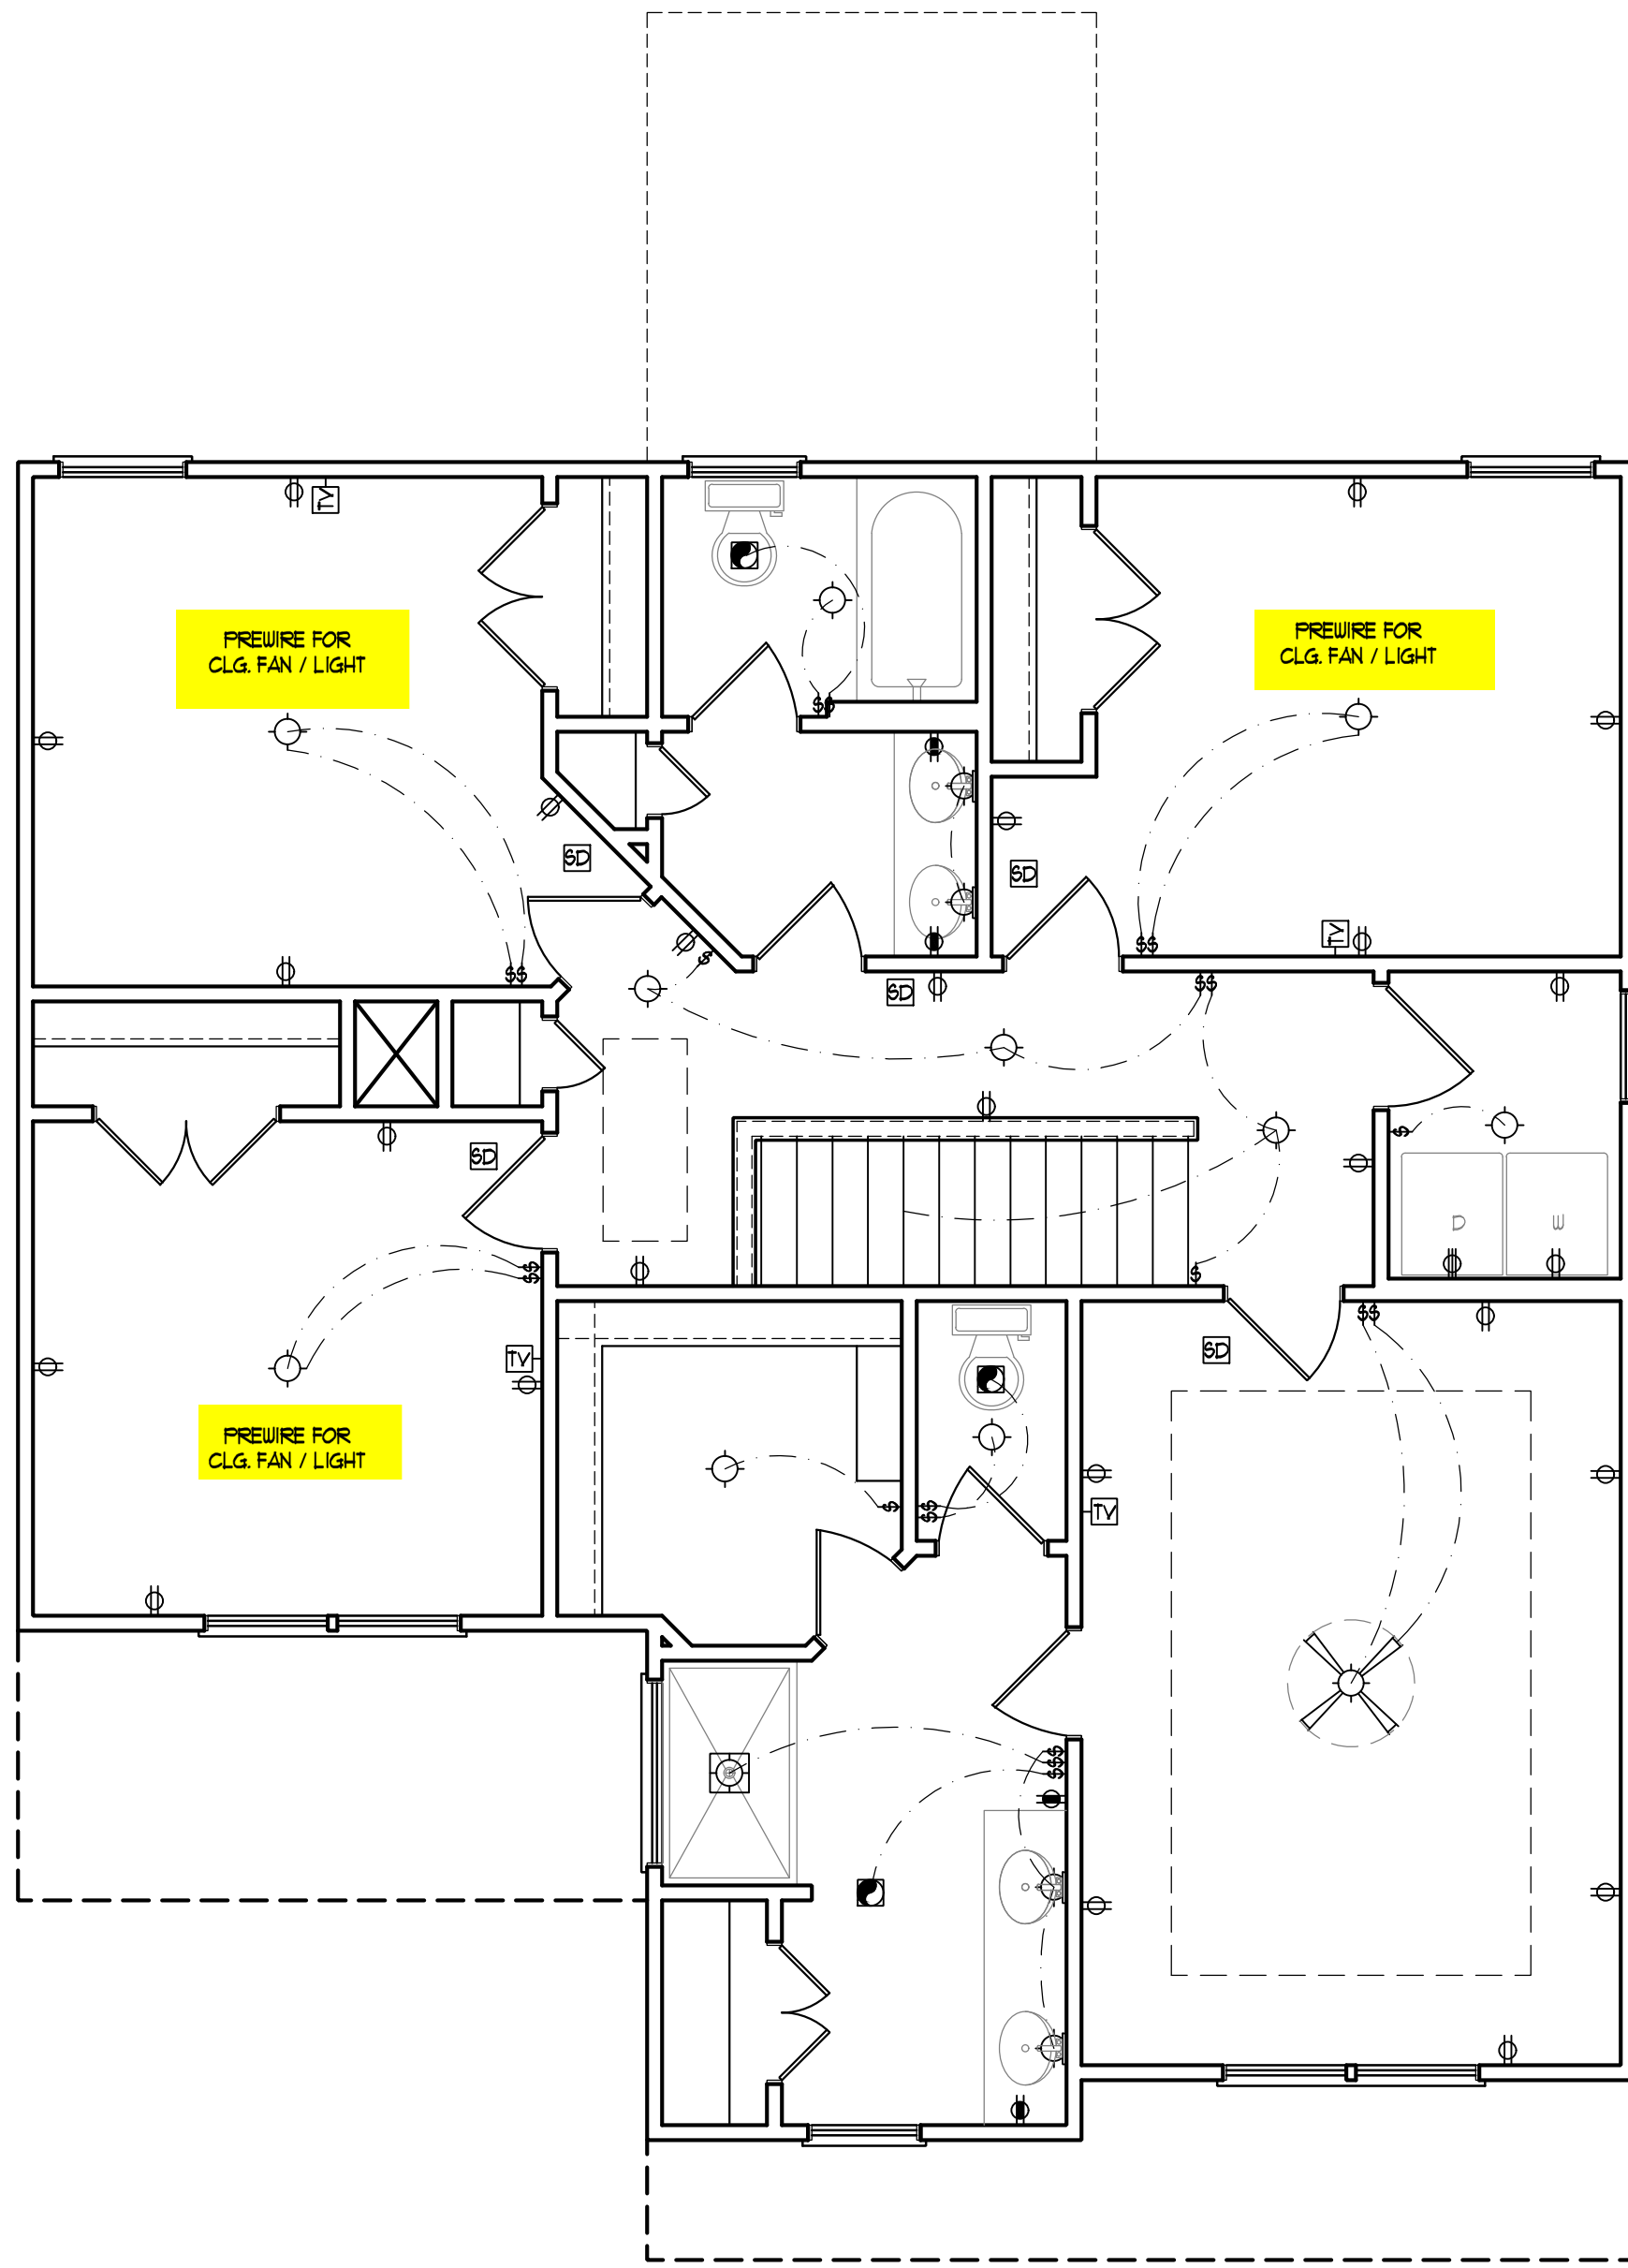 TV
PREWIRE FOR
CLG. FAN / LIGHT
PREWIRE FOR
CLG. FAN / LIGHT
$$
SD
SD
TV
$$
$$
$
SD
$$
$
SD
D
W
$$
$
$$
SD
TV
PREWIRE FOR
CLG. FAN / LIGHT
$
$$
TV
$$$